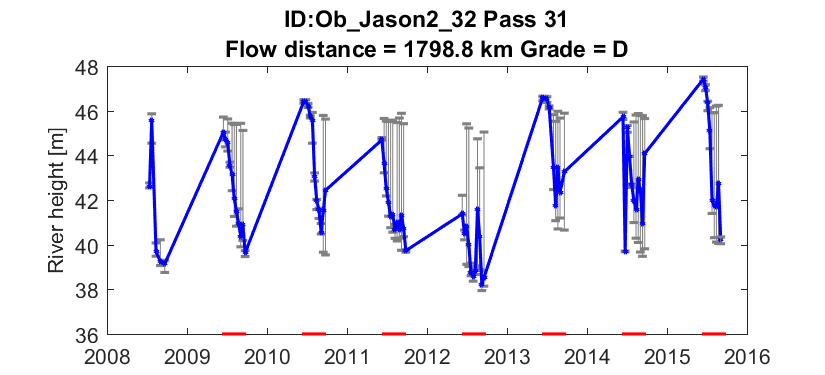 ID:Ob_Jason2_32 Pass 31
Flow distance = 1798.8 km Grade = D
River height [m]
48
46
44
42
40
38
36
2008 2009 2010 2011 2012 2013 2014 2015 2016